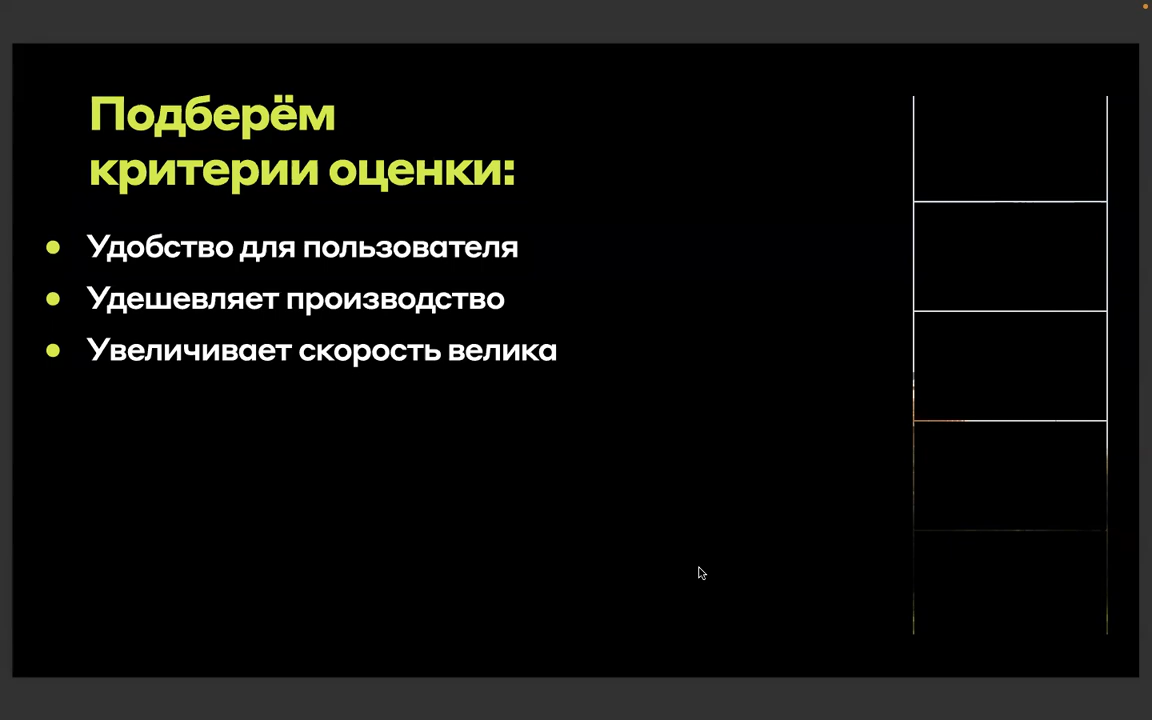 Подберём
критерии оценки:
Удобство для пользователя
Удешевляет производство
Увеличивает скорость велика